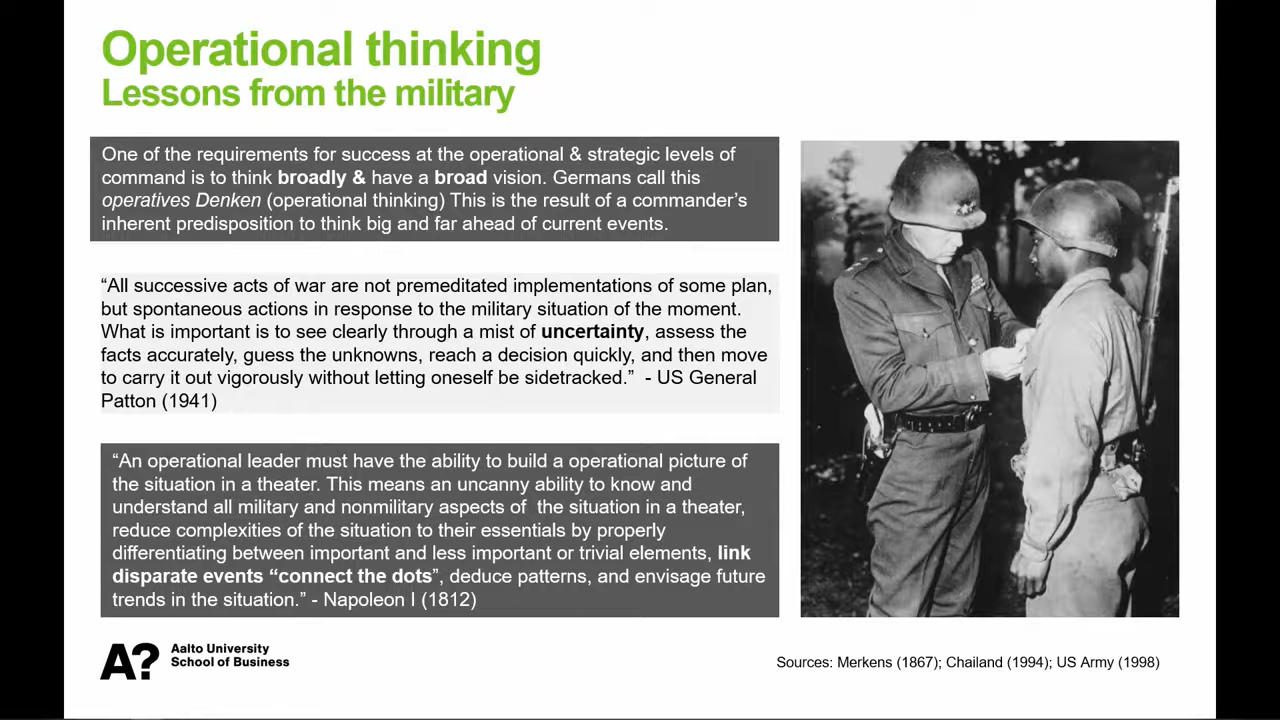 Operational thinking
Lessons from the military
One of the requirements for success at the operational & strategic levels of
command is to think broadly & have a broad vision. Germans call this
operatives Denken (operational thinking) This is the result of a commander's
inherent predisposition to think big and far ahead of current events.
“All successive acts of war are not premeditated implementations of some plan,
but spontaneous actions in response to the military situation of the moment.
What is important is to see clearly through a mist of uncertainty, assess the
facts accurately, guess the unknowns, reach a decision quickly, and then move
to carry it out vigorously without letting oneself be sidetracked.” - US General
Patton (1941)
“An operational leader must have the ability to build a operational picture of
the situation in a theater. This means an uncanny ability to know and
understand all military and nonmilitary aspects of the situation in a theater,
reduce complexities of the situation to their essentials by properly
differentiating between important and less important or trivial elements, link
disparate events “connect the dots”, deduce patterns, and envisage future
trends in the situation.” - Napoleon I (1812)
A?
Aalto University
School of Business
Sources: Merkens (1867); Chailand (1994); US Army (1998)